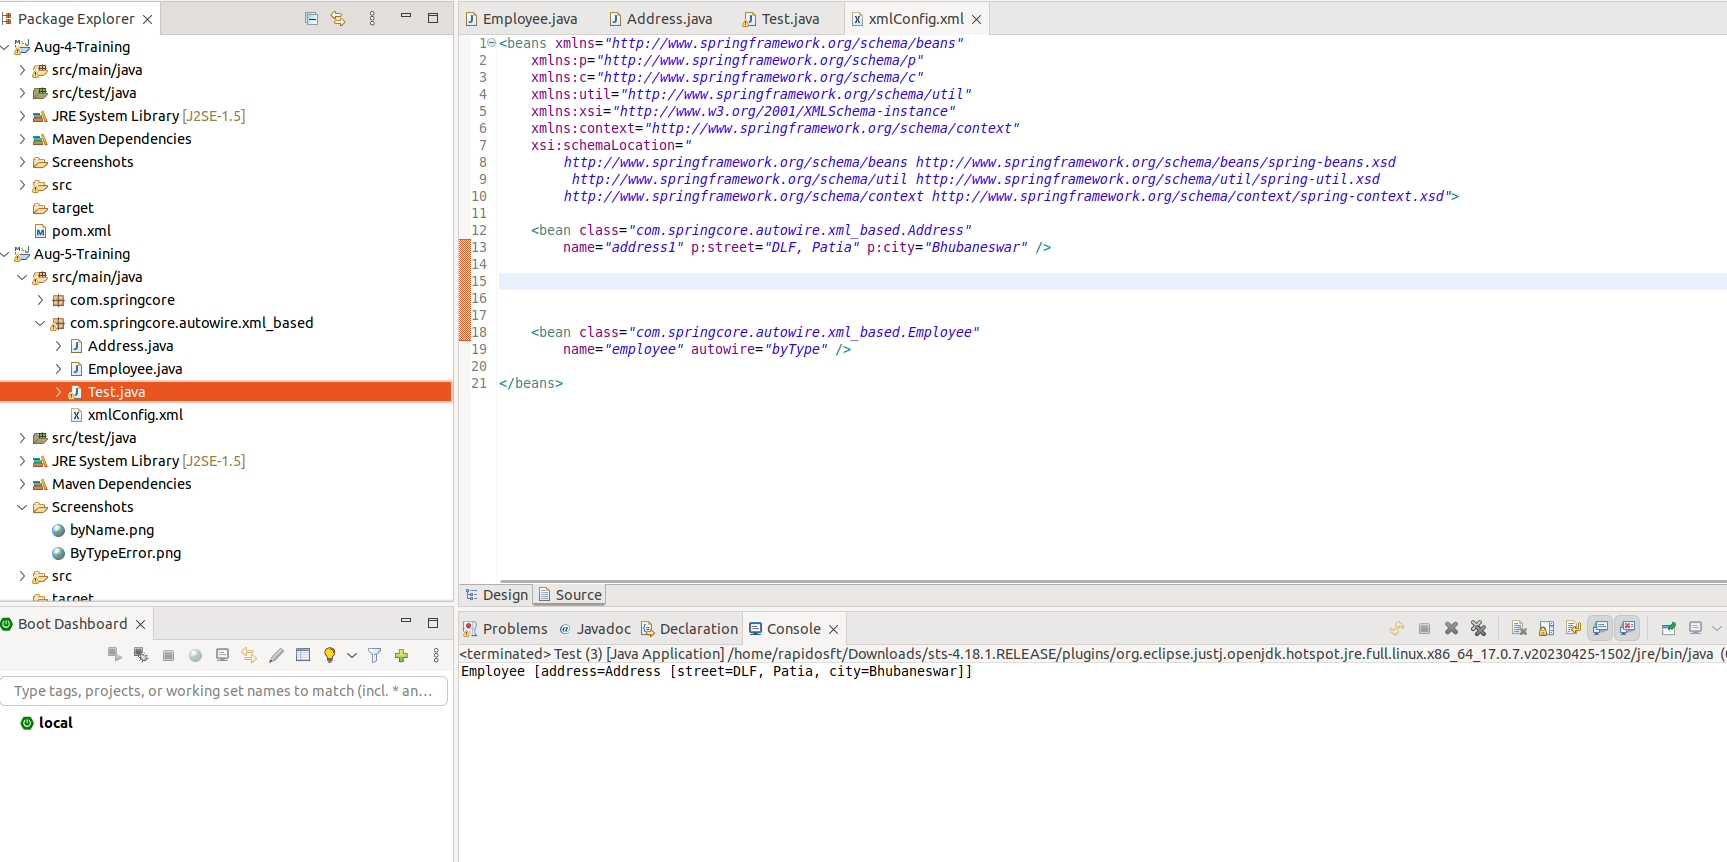 Package Explorer
Aug-4-Training
src/main/java
src/test/java
JRE System Library [J2SE-1.5]
Maven Dependencies
Screenshots
src
target
pom.xml
Aug-5-Training
src/main/java
com.springcore
com.springcore.autowire.xml_based
Address.java
Employee.java
Test.java
xmlConfig.xml
src/test/java
JRE System Library [J2SE-1.5]
Maven Dependencies
Screenshots
byName.png
ByTypeError.png
src
target
Boot Dashboard
Type tags, projects, or working set names to match (incl. * an...
local
Employee.java Address.java Test.java xmlConfig.xml
1 <beans xmlns="http://www.springframework.org/schema/beans"
2 xmlns:p="http://www.springframework.org/schema/p"
3 xmlns:c="http://www.springframework.org/schema/c"
4 xmlns:util="http://www.springframework.org/schema/util"
5 xmlns:xsi="http://www.w3.org/2001/XMLSchema-instance"
6 xmlns:context="http://www.springframework.org/schema/context"
7 xsi:schemaLocation="
8 http://www.springframework.org/schema/beans http://www.springframework.org/schema/beans/spring-beans.xsd
9 http://www.springframework.org/schema/util http://www.springframework.org/schema/util/spring-util.xsd
10 http://www.springframework.org/schema/context http://www.springframework.org/schema/context/spring-context.xsd">
11
12 <bean class="com.springcore.autowire.xml_based.Address"
13 name="address1" p:street="DLF, Patia" p:city="Bhubaneswar" />
14
15
16
17
18 <bean class="com.springcore.autowire.xml_based.Employee"
19 name="employee" autowire="byType" />
20
21 </beans>
Design Source
Problems @ Javadoc Declaration Console
<terminated> Test (3) [Java Application] /home/rapidosft/Downloads/sts-4.18.1.RELEASE/plugins/org.eclipse.justj.openjdk.hotspot.jre.full.linux.x86_64_17.0.7.v20230425-1502/jre/bin/java
Employee [address=Address [street=DLF, Patia, city=Bhubaneswar]]